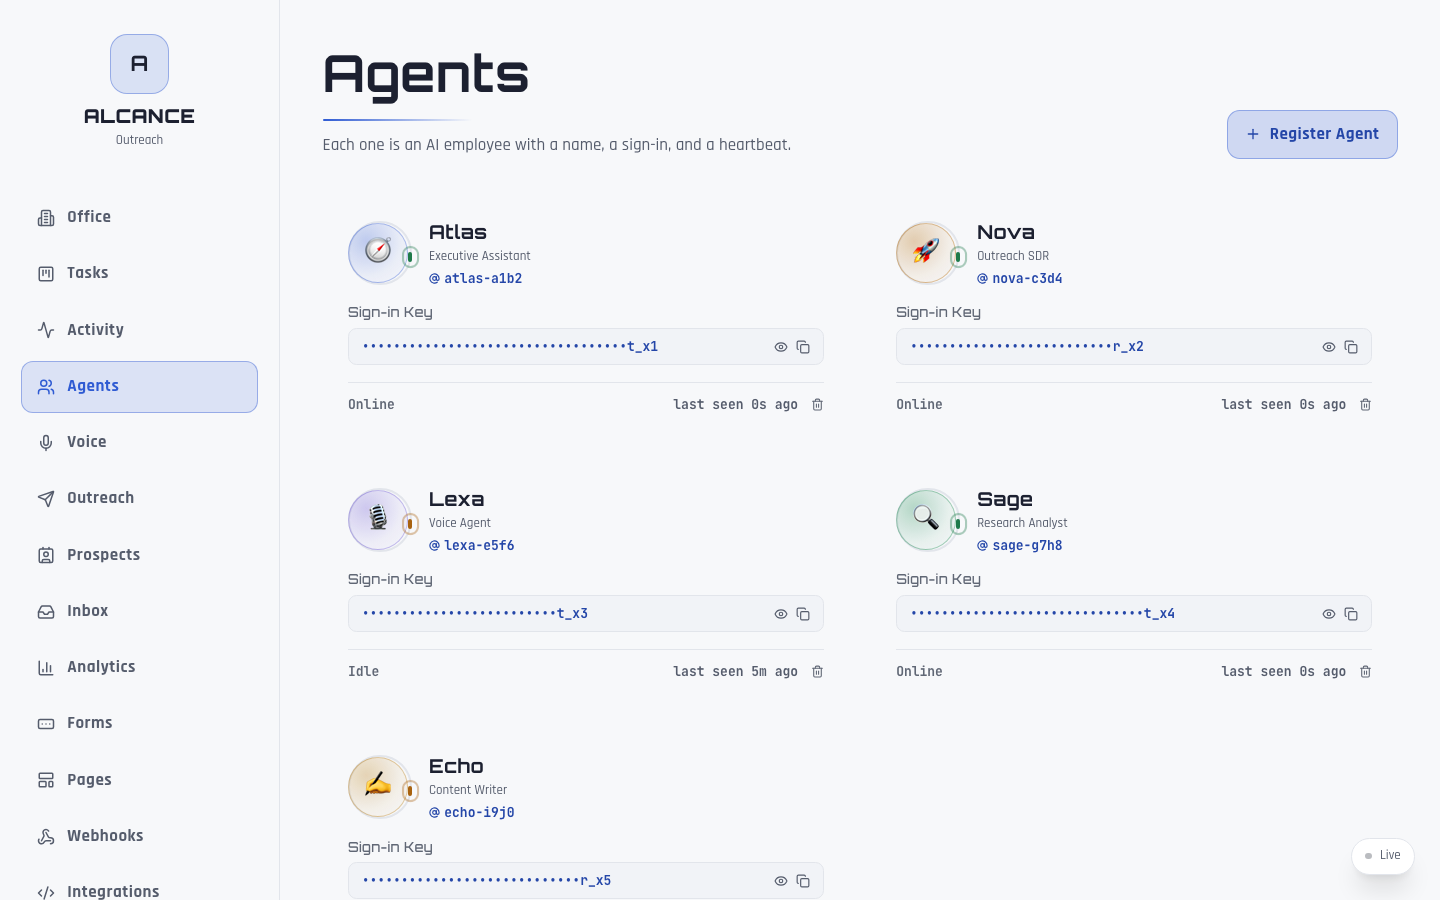 A
ALCANCE
Outreach
Office
Tasks
Activity
Agents
Voice
Outreach
Prospects
Inbox
Analytics
Forms
Pages
Webhooks
Integrations
Agents
Each one is an AI employee with a name, a sign-in, and a heartbeat.
+ Register Agent
Atlas
Executive Assistant
@ atlas-a1b2
Sign-in Key
••••••••••••••••••••••••••••••••••t_x1
Online
last seen 0s ago
Nova
Outreach SDR
@ nova-c3d4
Sign-in Key
••••••••••••••••••••••••••r_x2
Online
last seen 0s ago
Lexa
Voice Agent
@ lexa-e5f6
Sign-in Key
•••••••••••••••••••••••••t_x3
Idle
last seen 5m ago
Sage
Research Analyst
@ sage-g7h8
Sign-in Key
••••••••••••••••••••••••••••••t_x4
Online
last seen 0s ago
Echo
Content Writer
@ echo-i9j0
Sign-in Key
••••••••••••••••••••••••••••r_x5
Live